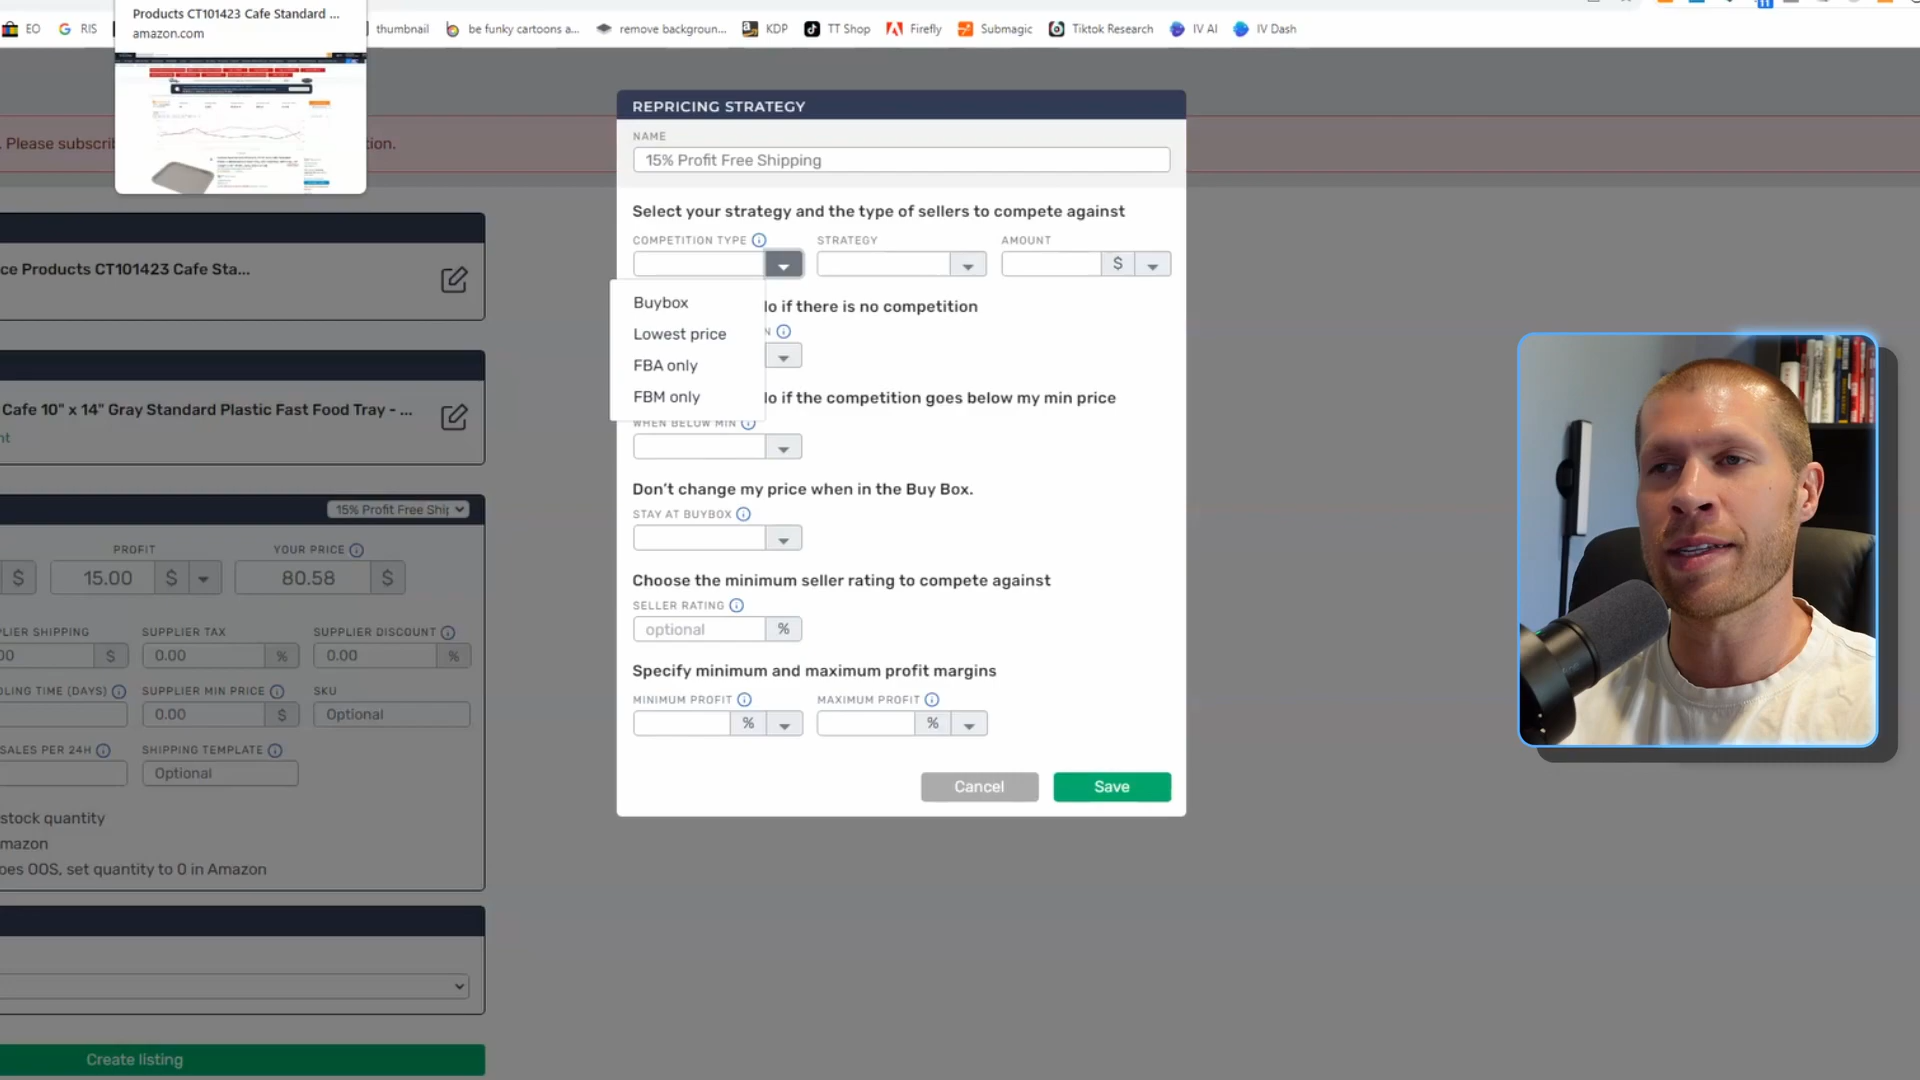 Products CT101423 Cafe Standard ...
amazon.com
EO
RIS
thumbnail
be funky cartoons a...
remove backgroun...
KDP
TT Shop
Firefly
Submagic
Tiktok Research
IV AI
IV Dash
. Please subscrib
ion.
REPRICING STRATEGY
NAME
15% Profit Free Shipping
Select your strategy and the type of sellers to compete against
COMPETITION TYPE
STRATEGY
AMOUNT
$
Buybox
Lowest price
FBA only
FBM only
do if there is no competition
N
do if the competition goes below my min price
WHEN BELOW MIN
Don't change my price when in the Buy Box.
STAY AT BUYBOX
Choose the minimum seller rating to compete against
SELLER RATING
optional
%
Specify minimum and maximum profit margins
MINIMUM PROFIT
MAXIMUM PROFIT
%
%
Cancel
Save
ce Products CT101423 Cafe Sta...
Cafe 10" x 14" Gray Standard Plastic Fast Food Tray - ...
nt
15% Profit Free Ship
PROFIT
YOUR PRICE
$
15.00
$
80.58
$
LIER SHIPPING
SUPPLIER TAX
SUPPLIER DISCOUNT
00
$
0.00
%
0.00
%
DLING TIME (DAYS)
SUPPLIER MIN PRICE
SKU
0.00
$
Optional
SALES PER 24H
SHIPPING TEMPLATE
Optional
stock quantity
mazon
oes OOS, set quantity to 0 in Amazon
Create listing